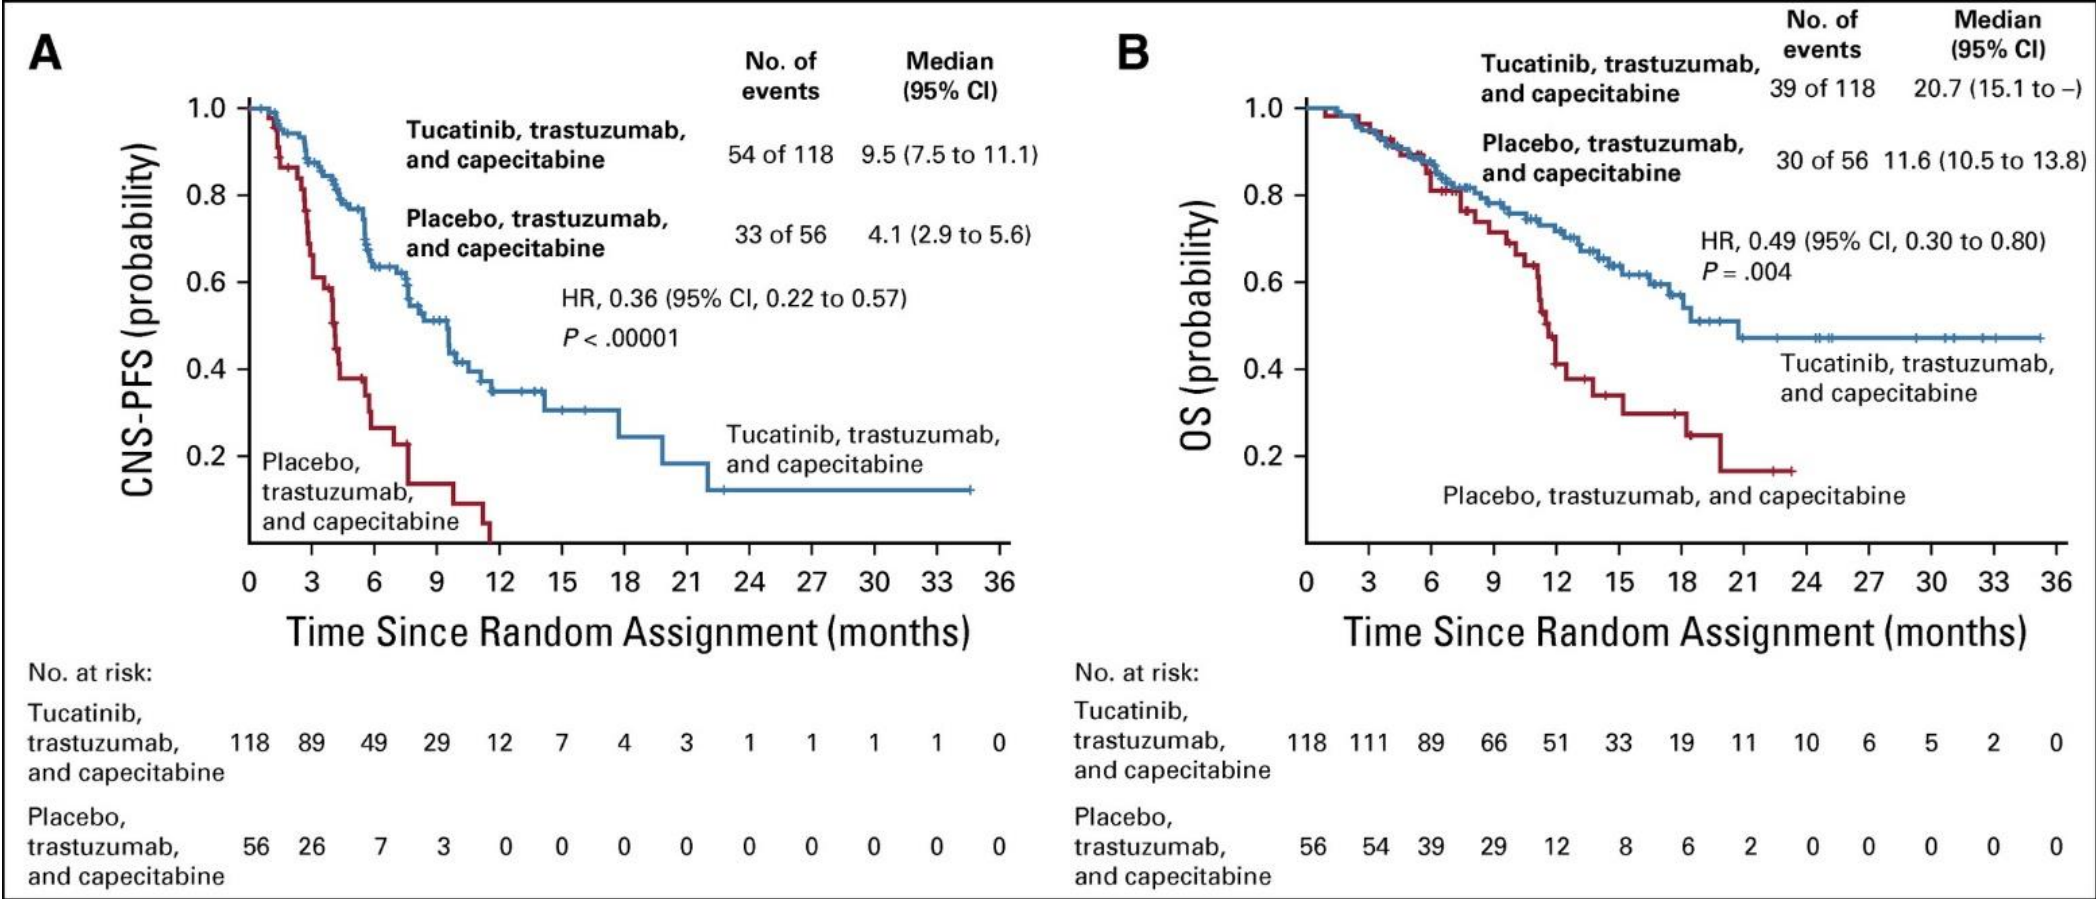 A
No. of Median
events (95% CI)
Tucatinib, trastuzumab,
and capecitabine
54 of 118 9.5 (7.5 to 11.1)
Placebo, trastuzumab,
and capecitabine
33 of 56 4.1 (2.9 to 5.6)
HR, 0.36 (95% CI, 0.22 to 0.57)
P < .00001
CNS-PFS (probability)
1.0
0.8
0.6
0.4
0.2
Tucatinib, trastuzumab,
and capecitabine
Placebo,
trastuzumab,
and capecitabine
0 3 6 9 12 15 18 21 24 27 30 33 36
Time Since Random Assignment (months)
No. at risk:
Tucatinib,
trastuzumab, 118 89 49 29 12 7 4 3 1 1 1 1 0
and capecitabine
Placebo,
trastuzumab, 56 26 7 3 0 0 0 0 0 0 0 0 0
and capecitabine
B
No. of Median
events (95% CI)
Tucatinib, trastuzumab,
and capecitabine
39 of 118 20.7 (15.1 to –)
Placebo, trastuzumab,
and capecitabine
30 of 56 11.6 (10.5 to 13.8)
HR, 0.49 (95% CI, 0.30 to 0.80)
P = .004
OS (probability)
1.0
0.8
0.6
0.4
0.2
Tucatinib, trastuzumab,
and capecitabine
Placebo, trastuzumab, and capecitabine
0 3 6 9 12 15 18 21 24 27 30 33 36
Time Since Random Assignment (months)
No. at risk:
Tucatinib,
trastuzumab, 118 111 89 66 51 33 19 11 10 6 5 2 0
and capecitabine
Placebo,
trastuzumab, 56 54 39 29 12 8 6 2 0 0 0 0 0
and capecitabine